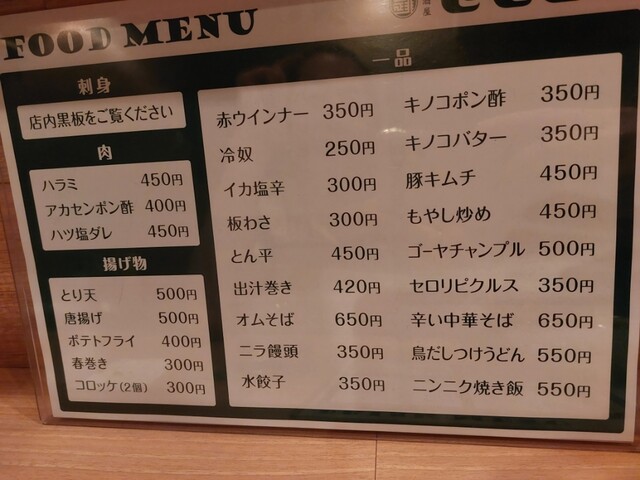 FOOD MENU
酒屋
刺身
店内黒板をご覧ください
肉
ハラミ 450円
アカセンポン酢 400円
ハツ塩ダレ 450円
揚げ物
とり天 500円
唐揚げ 500円
ポテトフライ 400円
春巻き 300円
コロッケ(2個) 300円
一品
赤ウインナー 350円
冷奴 250円
イカ塩辛 300円
板わさ 300円
とん平 450円
出汁巻き 420円
オムそば 650円
ニラ饅頭 350円
水餃子 350円
キノコポン酢 350円
キノコバター 350円
豚キムチ 450円
もやし炒め 450円
ゴーヤチャンプル 500円
セロリピクルス 350円
辛い中華そば 650円
鳥だしつけうどん 550円
ニンニク焼き飯 550円